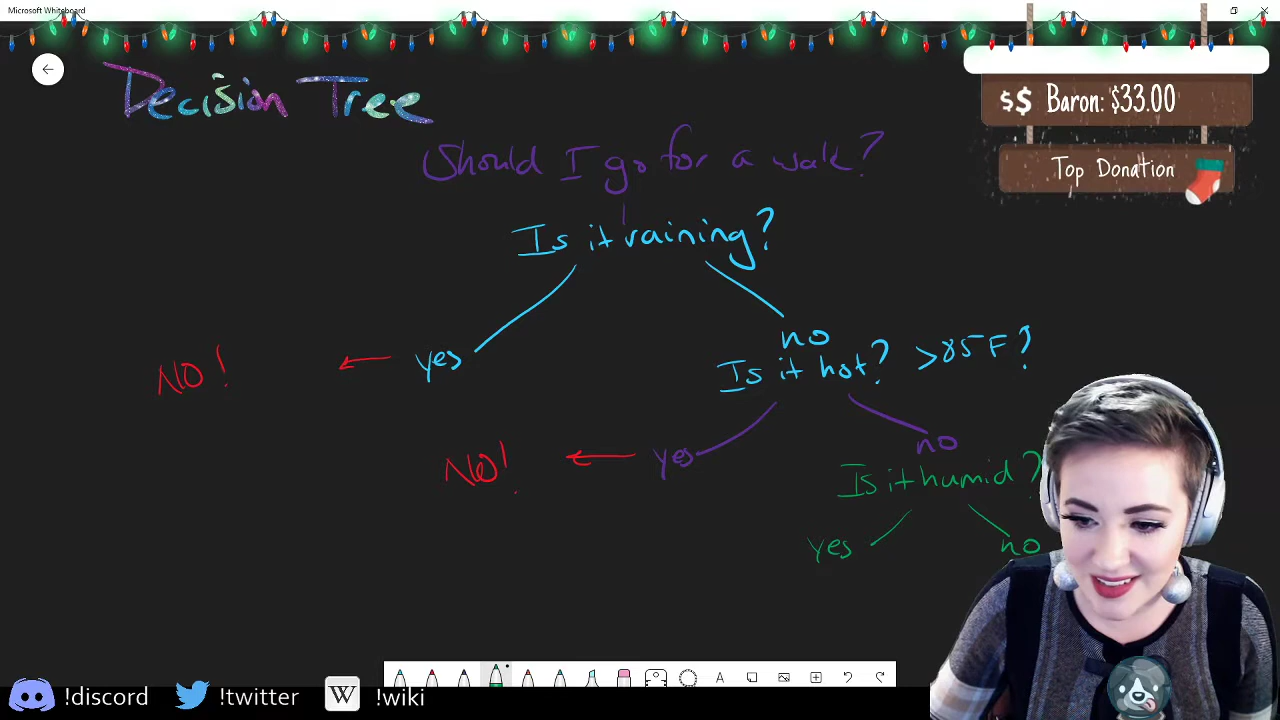 Microsoft Whiteboard
Decision Tree
$$ Baron: $33.00
Top Donation
Should I go for a walk?
Is it raining?
no
yes
NO!
Is it hot? >85F?
no
yes
NO!
Is it humid?
yes
no
A
!discord
!twitter
W !wiki